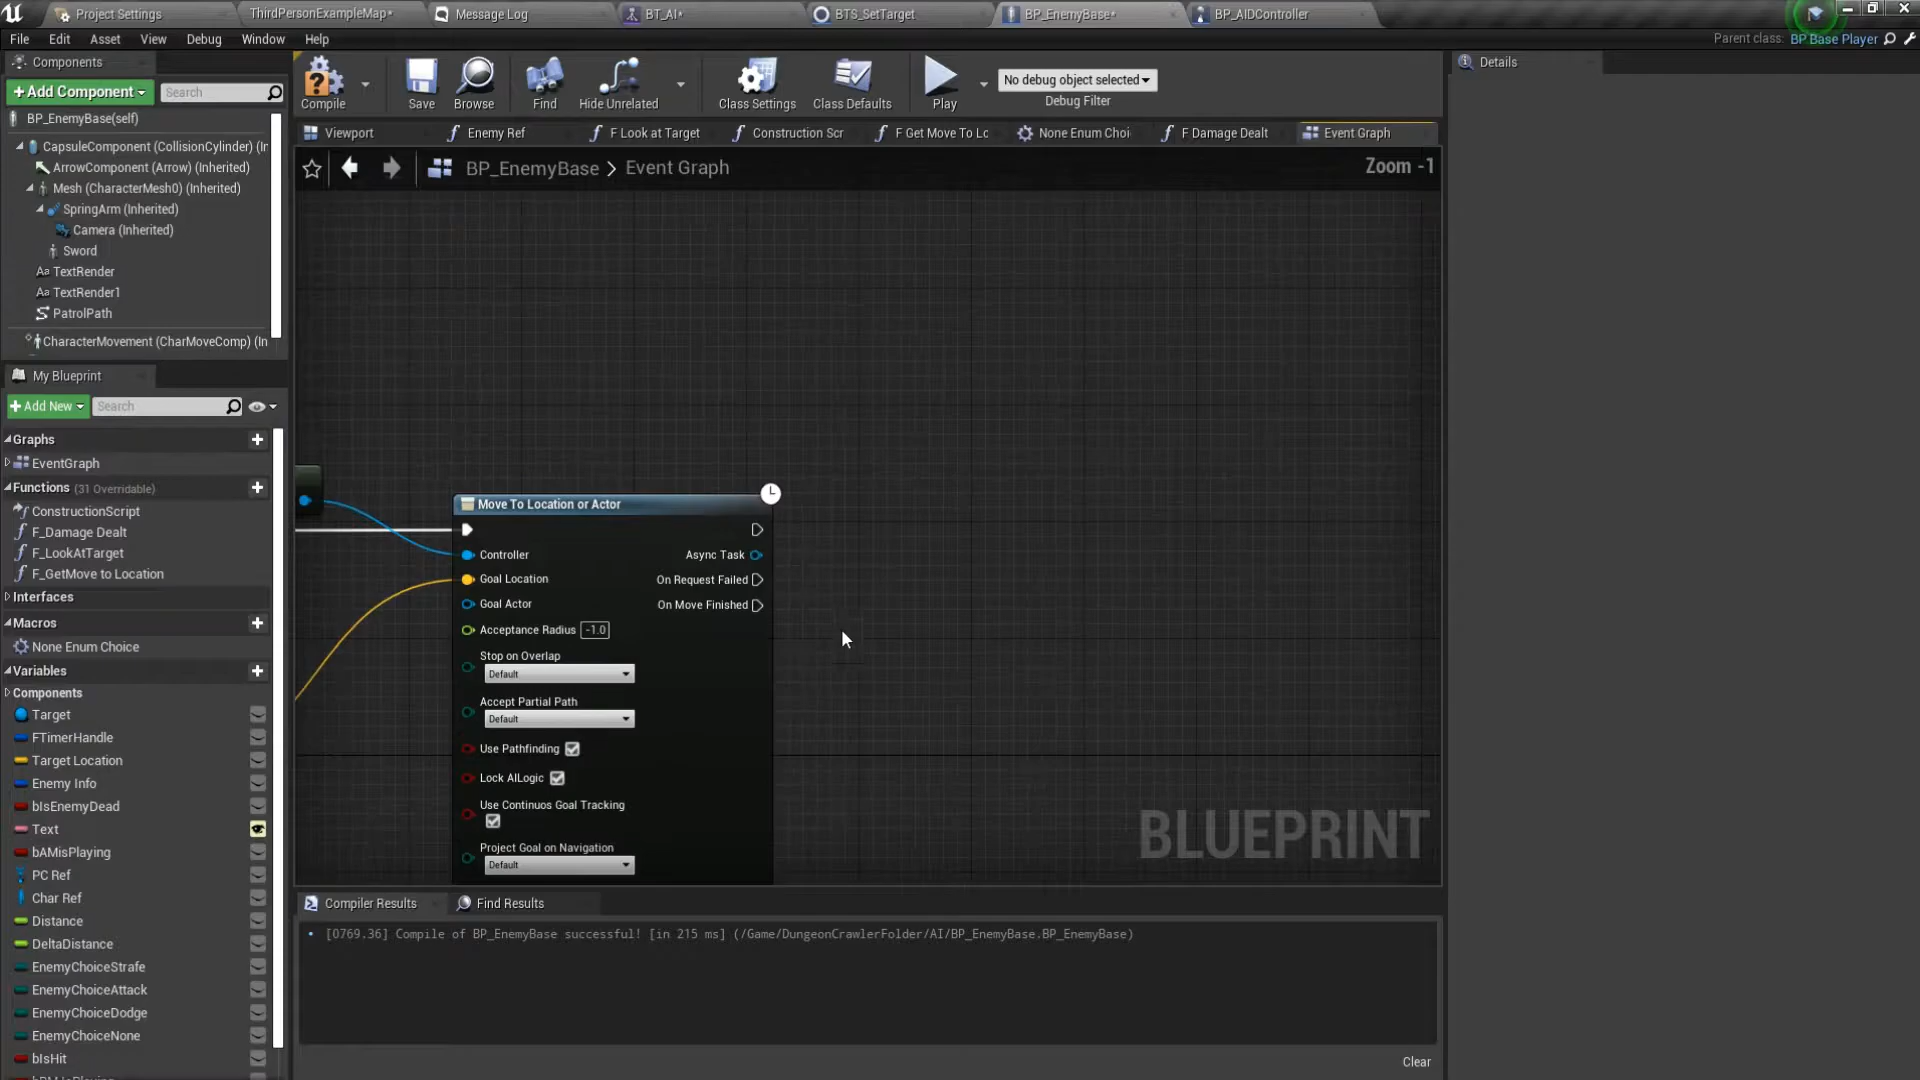 Project Settings
ThirdPersonExampleMap*
Message Log
BT_AI*
BTS_SetTarget
BP_EnemyBase*
BP_AIDController
File Edit Asset View Debug Window Help
Parent class: BP Base Player
Components
+Add Component
Search
BP_EnemyBase(self)
CapsuleComponent (CollisionCylinder) (In
ArrowComponent (Arrow) (Inherited)
Mesh (CharacterMesh0) (Inherited)
SpringArm (Inherited)
Camera (Inherited)
Sword
TextRender
TextRender1
PatrolPath
CharacterMovement (CharMoveComp) (In
Compile
Save
Browse
Find
Hide Unrelated
Class Settings
Class Defaults
Play
No debug object selected
Debug Filter
Details
Viewport
Enemy Ref
F Look at Target
Construction Scr
F Get Move To Lc
None Enum Choi
F Damage Dealt
Event Graph
BP_EnemyBase > Event Graph
Zoom -1
My Blueprint
+Add New
Search
Graphs
EventGraph
Functions (31 Overridable)
ConstructionScript
F_Damage Dealt
F_LookAtTarget
F_GetMove to Location
Interfaces
Macros
None Enum Choice
Variables
Components
Target
FTimerHandle
Target Location
Enemy Info
bIsEnemyDead
Text
bAMisPlaying
PC Ref
Char Ref
Distance
DeltaDistance
EnemyChoiceStrafe
EnemyChoiceAttack
EnemyChoiceDodge
EnemyChoiceNone
bIsHit
Move To Location or Actor
Controller
Async Task
Goal Location
On Request Failed
Goal Actor
On Move Finished
Acceptance Radius -1.0
Stop on Overlap
Default
Accept Partial Path
Default
Use Pathfinding
Lock AILogic
Use Continuos Goal Tracking
Project Goal on Navigation
Default
BLUEPRINT
Compiler Results
Find Results
[0769.36] Compile of BP_EnemyBase successful! [in 215 ms] (/Game/DungeonCrawlerFolder/AI/BP_EnemyBase.BP_EnemyBase)
Clear